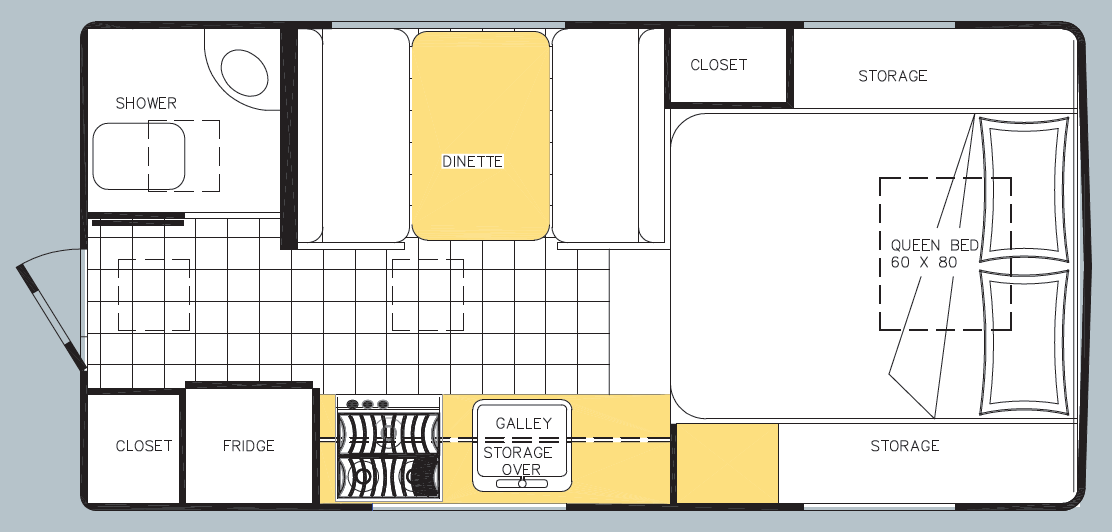 CLOSET
STORAGE
SHOWER
DINETTE
QUEEN BED
60 X 80
CLOSET
FRIDGE
GALLEY
STORAGE
OVER
STORAGE